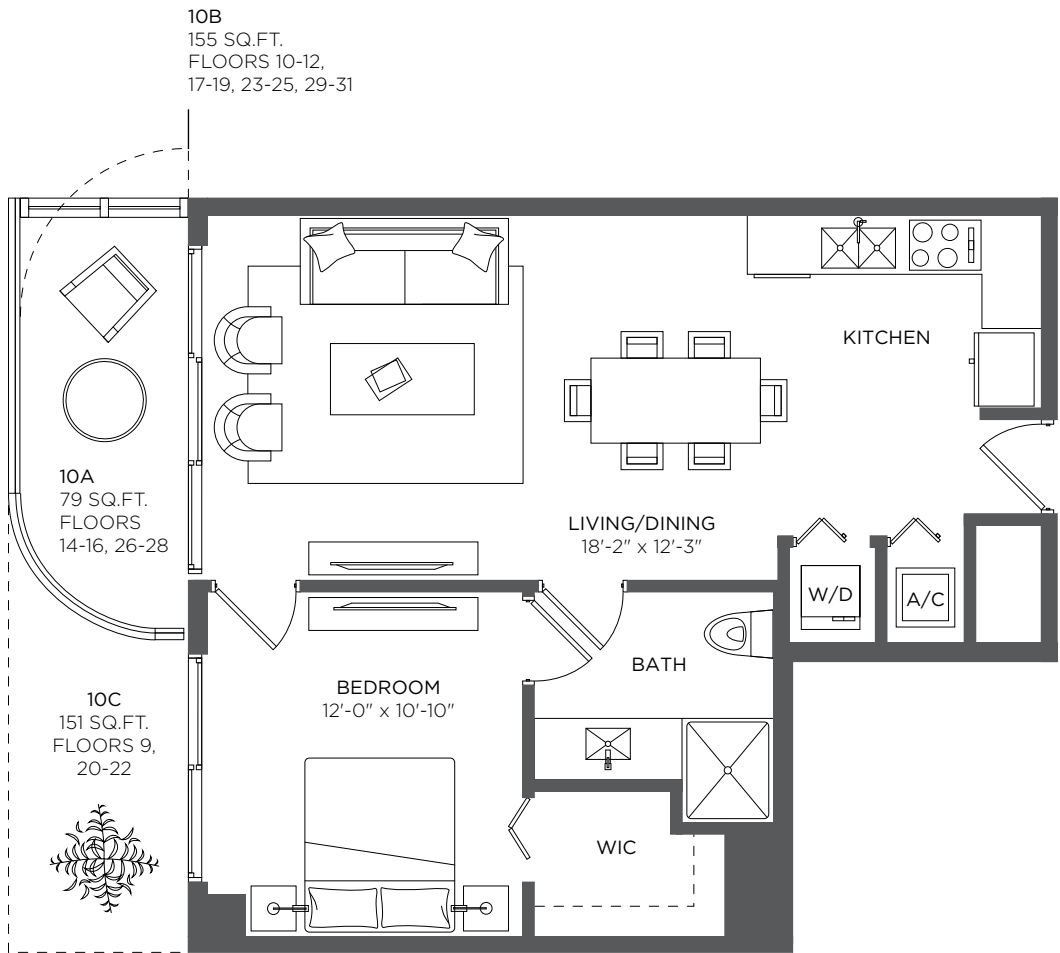 10B
155 SQ.FT.
FLOORS 10-12,
17-19, 23-25, 29-31
KITCHEN
10A
79 SQ.FT.
FLOORS
14-16, 26-28
LIVING/DINING
18'-2" x 12'-3"
W/D
A/C
BATH
BEDROOM
12'-0" x 10'-10"
10C
151 SQ.FT.
FLOORS 9,
20-22
WIC